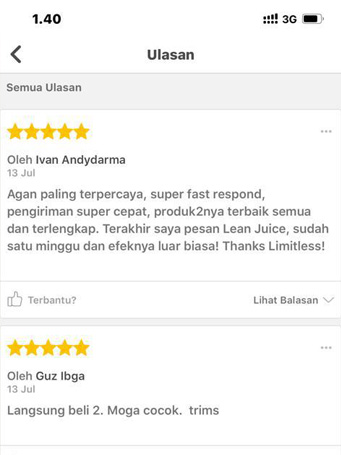 1.40
3G
Ulasan
Semua Ulasan
Oleh Ivan Andydarma
13 Jul
Agan paling terpercaya, super fast respond,
pengiriman super cepat, produk2nya terbaik semua
dan terlengkap. Terakhir saya pesan Lean Juice, sudah
satu minggu dan efeknya luar biasa! Thanks Limitless!
Terbantu?
Lihat Balasan
Oleh Guz Ibga
13 Jul
Langsung beli 2. Moga cocok.  trims